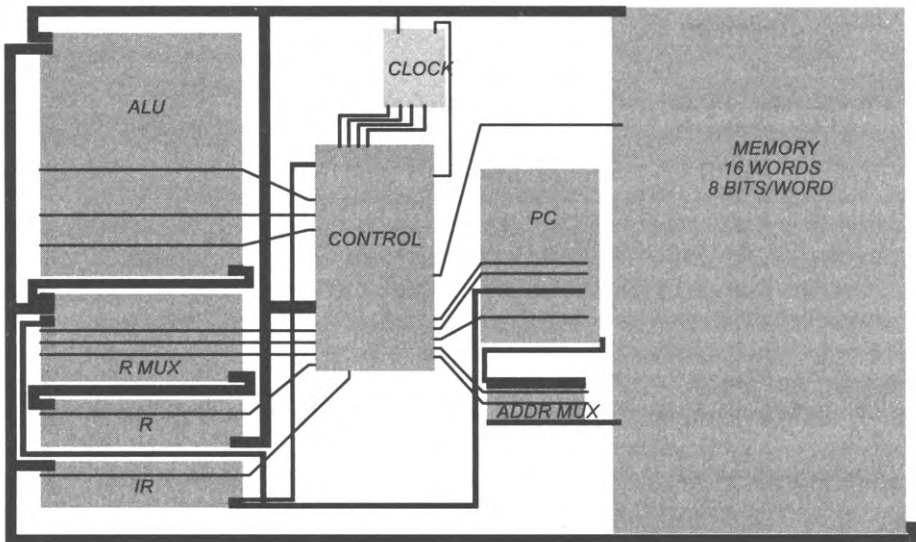 ALU
CLOCK
MEMORY
16 WORDS
8 BITS/WORD
PC
CONTROL
R MUX
R
ADDR MUX
IR